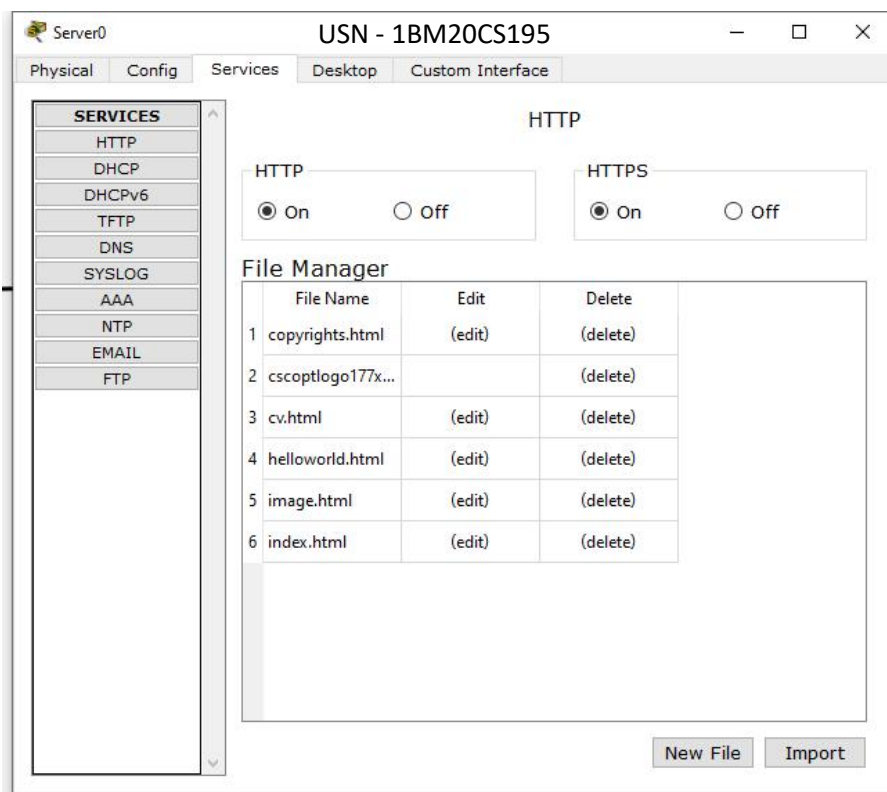 Server0 USN - 1BM20CS195
Physical Config Services Desktop Custom Interface
SERVICES
HTTP
DHCP
DHCPv6
TFTP
DNS
SYSLOG
AAA
NTP
EMAIL
FTP
HTTP
HTTP
On Off
HTTPS
On Off
File Manager
File Name Edit Delete
1 copyrights.html (edit) (delete)
2 cscoptlogo177x... (delete)
3 cv.html (edit) (delete)
4 helloworld.html (edit) (delete)
5 image.html (edit) (delete)
6 index.html (edit) (delete)
New File Import